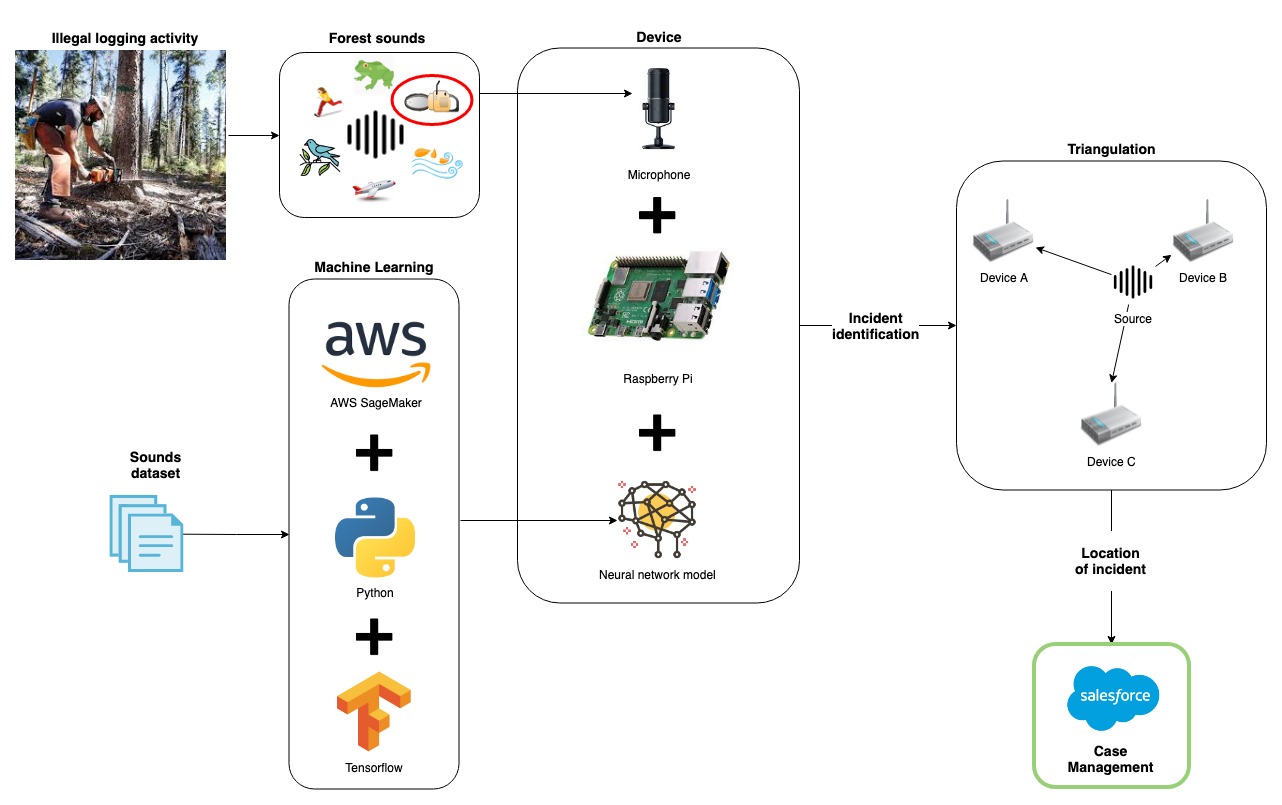 Illegal logging activity
Forest sounds
Device
Microphone
Triangulation
Device A
Device B
Source
Device C
Machine Learning
aws
AWS SageMaker
Raspberry Pi
Incident
identification
Sounds
dataset
Python
Neural network model
Tensorflow
Location
of incident
salesforce
Case
Management